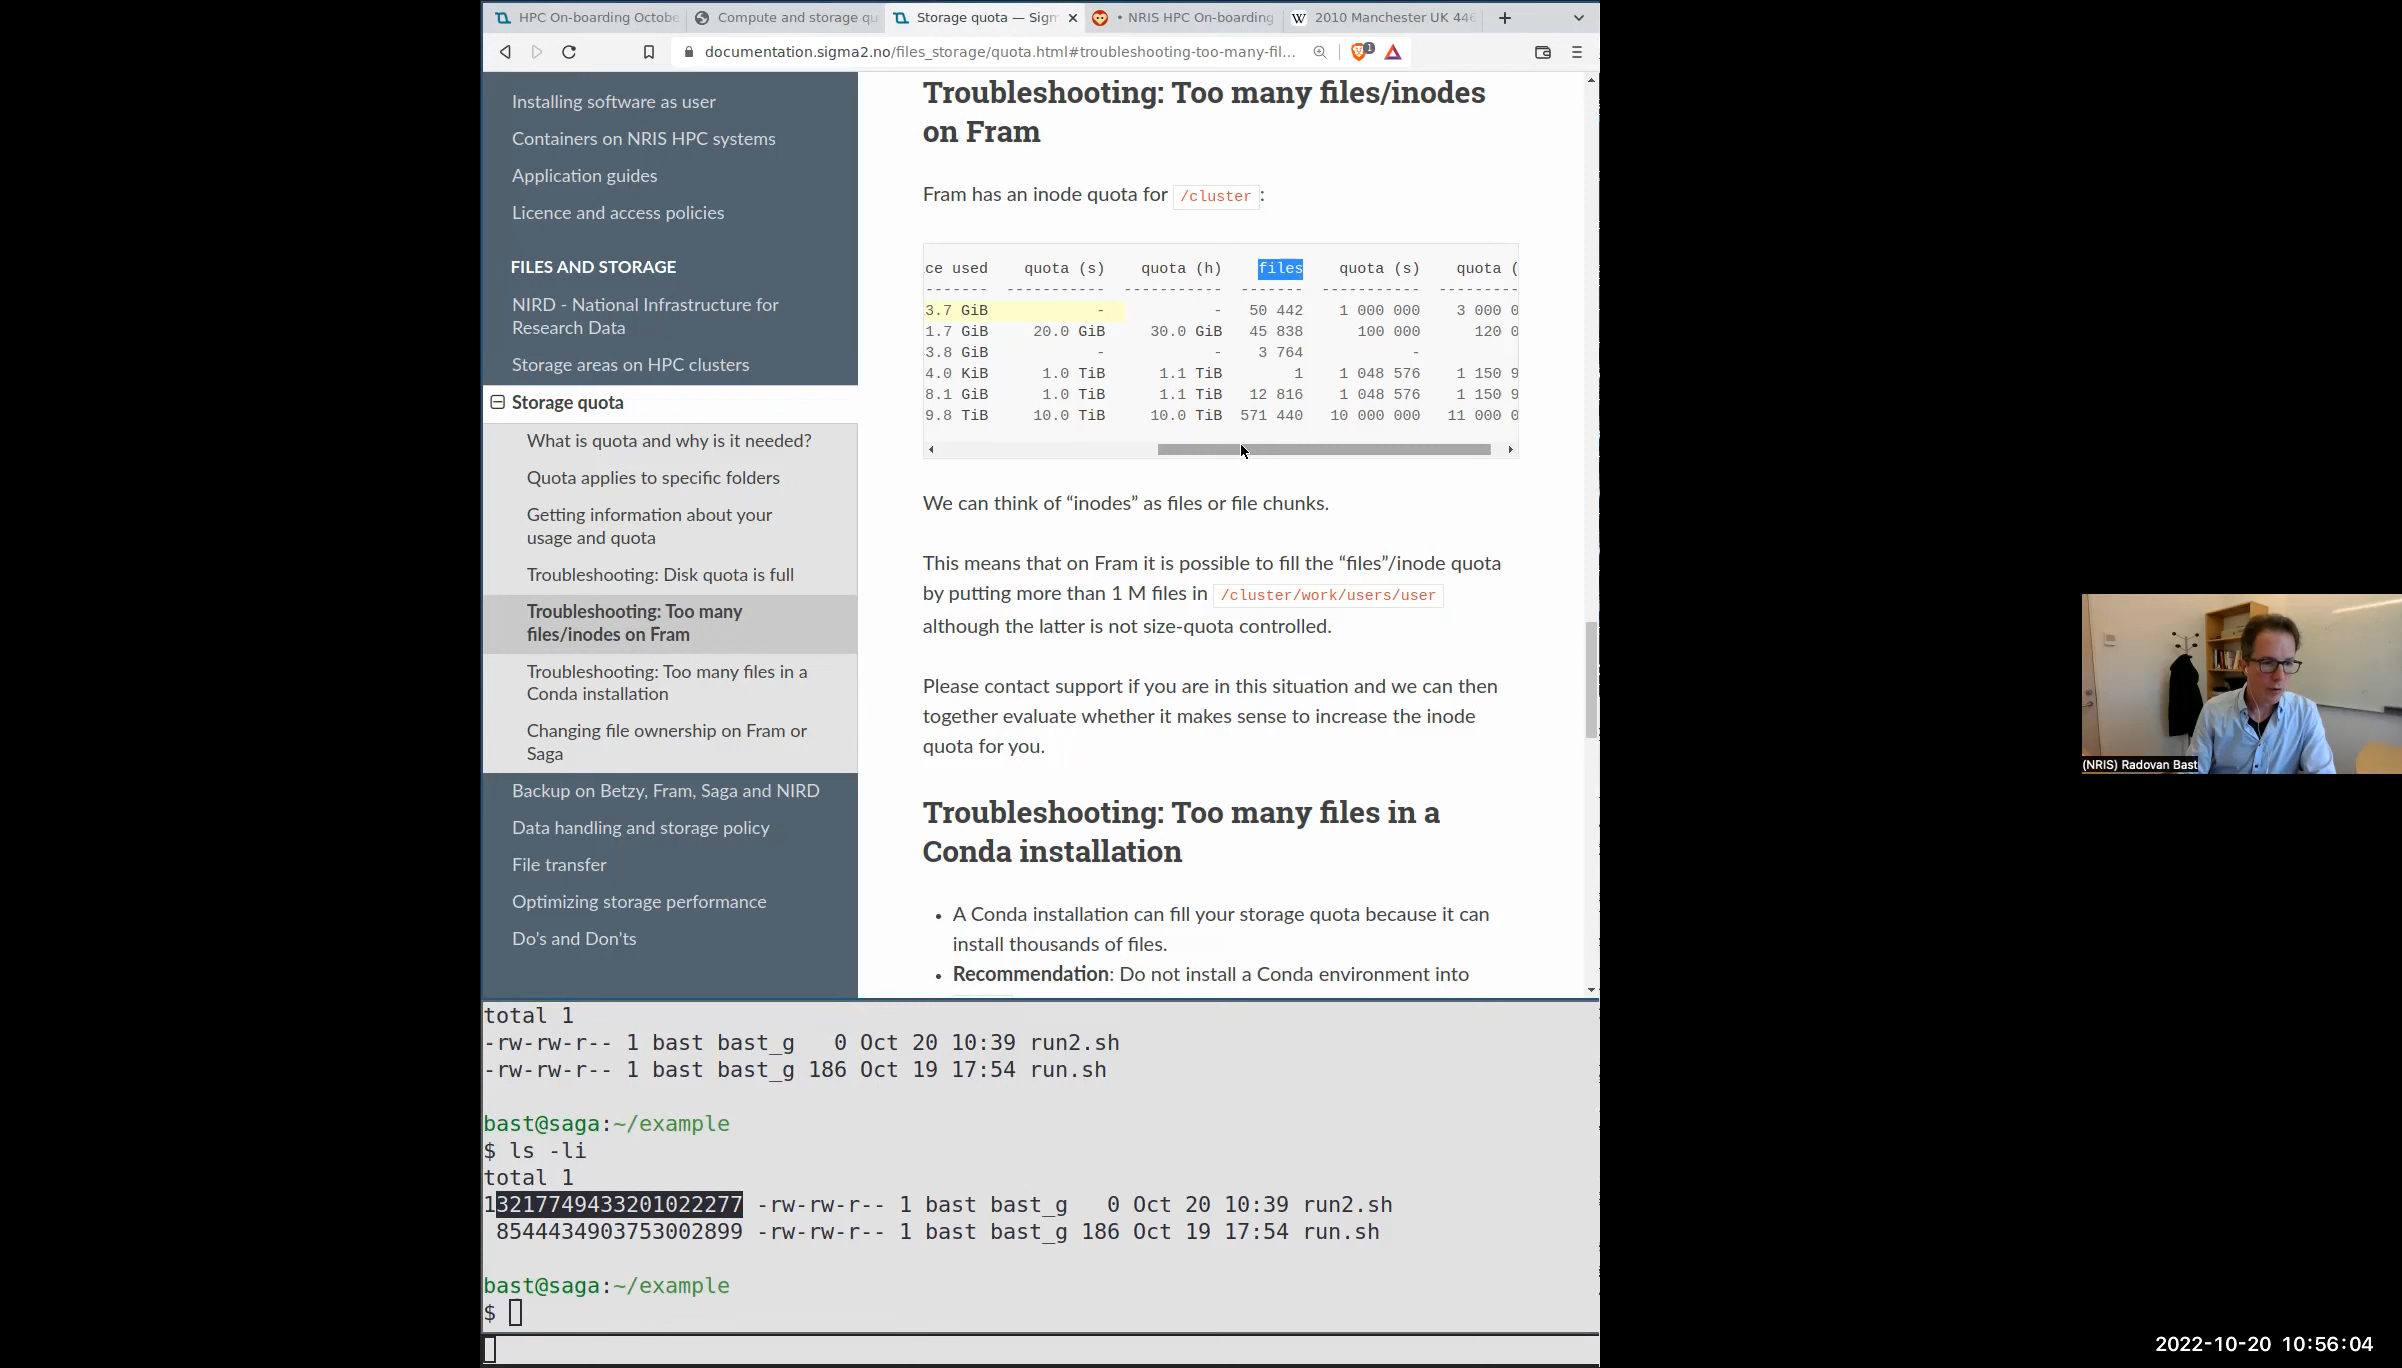 HPC On-boarding Octobe
Compute and storage qu
Storage quota — Sigm
• NRIS HPC On-boarding
2010 Manchester UK 446
documentation.sigma2.no/files_storage/quota.html#troubleshooting-too-many-fil...
1
Installing software as user
Containers on NRIS HPC systems
Application guides
Licence and access policies
FILES AND STORAGE
NIRD - National Infrastructure for
Research Data
Storage areas on HPC clusters
Storage quota
What is quota and why is it needed?
Quota applies to specific folders
Getting information about your
usage and quota
Troubleshooting: Disk quota is full
Troubleshooting: Too many
files/inodes on Fram
Troubleshooting: Too many files in a
Conda installation
Changing file ownership on Fram or
Saga
Backup on Betzy, Fram, Saga and NIRD
Data handling and storage policy
File transfer
Optimizing storage performance
Do's and Don'ts
Troubleshooting: Too many files/inodes
on Fram
Fram has an inode quota for /cluster:
ce used quota (s) quota (h) files quota (s) quota (
------- ----------- ----------- ------- ----------- ---------
3.7 GiB - - 50 442 1 000 000 3 000 0
1.7 GiB 20.0 GiB 30.0 GiB 45 838 100 000 120 0
3.8 GiB - - 3 764 -
4.0 KiB 1.0 TiB 1.1 TiB 1 1 048 576 1 150 9
8.1 GiB 1.0 TiB 1.1 TiB 12 816 1 048 576 1 150 9
9.8 TiB 10.0 TiB 10.0 TiB 571 440 10 000 000 11 000 0
We can think of “inodes” as files or file chunks.
This means that on Fram it is possible to fill the “files”/inode quota
by putting more than 1 M files in /cluster/work/users/user
although the latter is not size-quota controlled.
Please contact support if you are in this situation and we can then
together evaluate whether it makes sense to increase the inode
quota for you.
Troubleshooting: Too many files in a
Conda installation
• A Conda installation can fill your storage quota because it can
install thousands of files.
• Recommendation: Do not install a Conda environment into
total 1
-rw-rw-r-- 1 bast bast_g   0 Oct 20 10:39 run2.sh
-rw-rw-r-- 1 bast bast_g 186 Oct 19 17:54 run.sh
bast@saga:~/example
$ ls -li
total 1
13217749433201022277 -rw-rw-r-- 1 bast bast_g   0 Oct 20 10:39 run2.sh
8544434903753002899 -rw-rw-r-- 1 bast bast_g 186 Oct 19 17:54 run.sh
bast@saga:~/example
$
(NRIS) Radovan Bast
2022-10-20 10:56:04